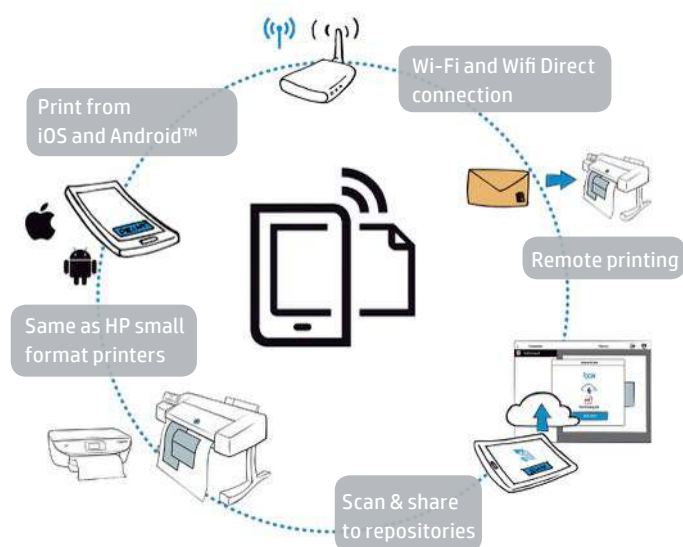 Wi-Fi and Wifi Direct
connection
Print from
iOS and Android™
PRINT
Remote printing
Same as HP small
format printers
Scan & share
to repositories